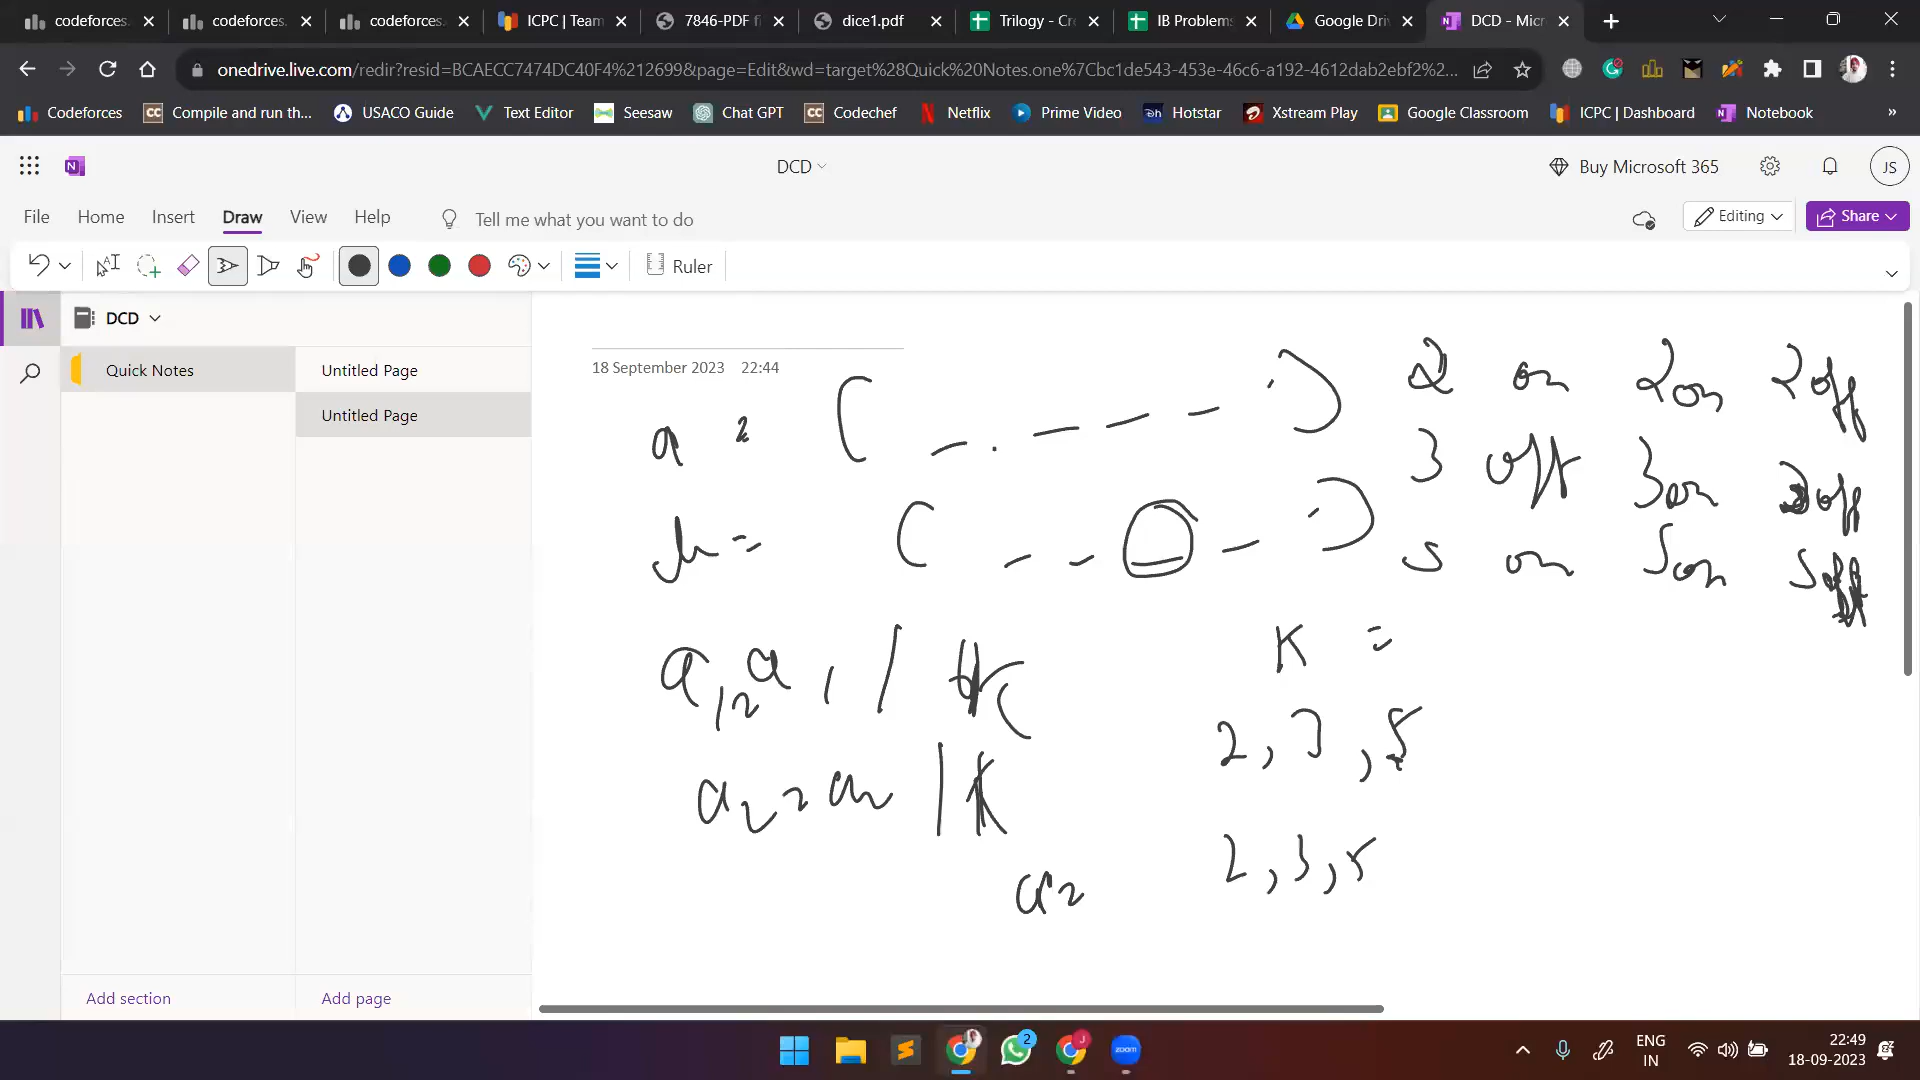 codeforces.
codeforces.
codeforces.
ICPC | Team
7846-PDF fi
dice1.pdf
Trilogy - Cr
IB Problems
Google Driv
DCD - Micr
onedrive.live.com/redir?resid=BCAECC7474DC40F4%212699&page=Edit&wd=target%28Quick%20Notes.one%7Cbc1de543-453e-46c6-a192-4612dab2ebf2%2...
Codeforces
Compile and run th...
USACO Guide
Text Editor
Seesaw
Chat GPT
Codechef
Netflix
Prime Video
Hotstar
Xstream Play
Google Classroom
ICPC | Dashboard
Notebook
»
DCD
Buy Microsoft 365
JS
File Home Insert Draw View Help
Tell me what you want to do
Editing
Share
Ruler
DCD
Quick Notes
Untitled Page
Untitled Page
18 September 2023 22:44
2 on 2on 2off
3 off 3on 3off
5 on 5on 5off
K =
2, 3, 5
2, 3, 5
Add section
Add page
2
zoom
ENG
IN
22:49
18-09-2023